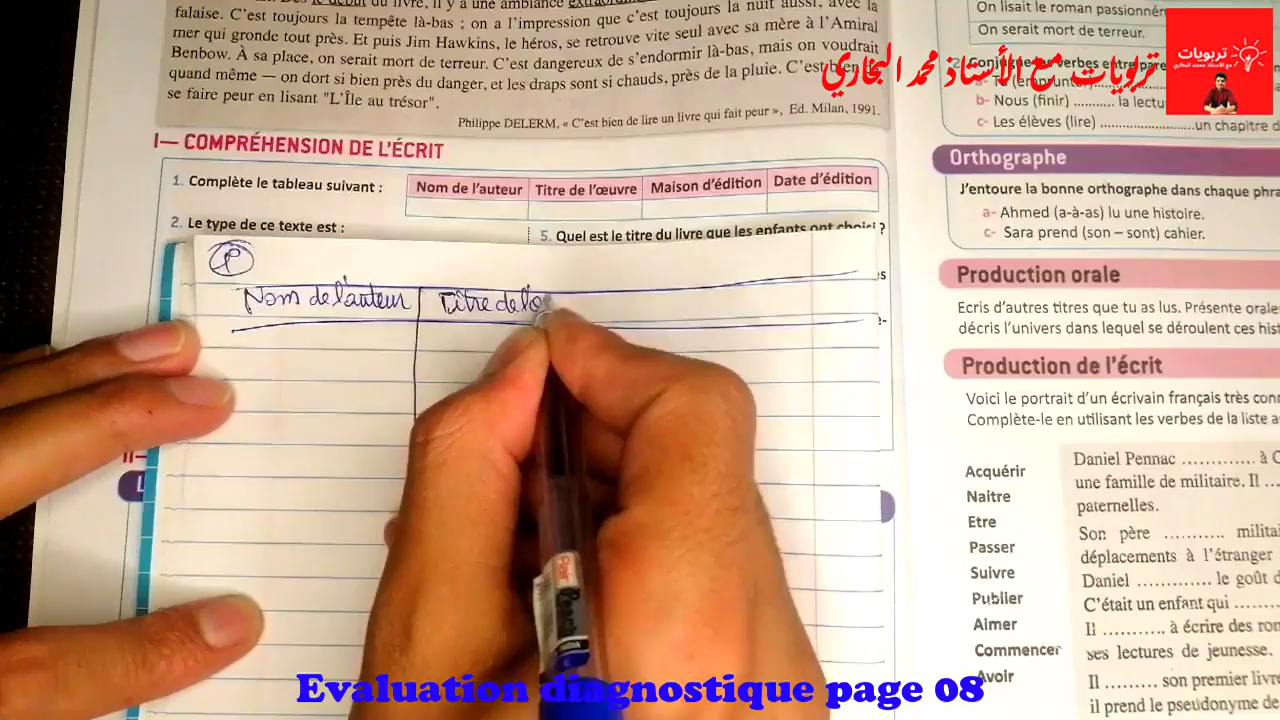 du livre, il y a une ambiance
falaise. C'est toujours la tempête là-bas ; on a l'impression que c'est toujours la nuit aussi, avec la
mer qui gronde tout près. Et puis Jim Hawkins, le héros, se retrouve vite seul avec sa mère à l'Amiral
Benbow. À sa place, on serait mort de terreur. C'est dangereux de s'endormir là-bas, mais on voudrait
quand même — on dort si bien près du danger, et les draps sont si chauds, près de la pluie. C'est
se faire peur en lisant "L'Île au trésor".
Philippe DELERM, « C'est bien de lire un livre qui fait peur », Ed. Milan, 1991.
I— COMPRÉHENSION DE L'ÉCRIT
1. Complète le tableau suivant :
Nom de l'auteur Titre de l'œuvre Maison d'édition Date d'édition
2. Le type de ce texte est :
5. Quel est le titre du livre que les enfants ont choisi ?
Nom de l'auteur Titre de l'o
On lisait le roman
On serait mort de terreur.
تربويات
تربويات مع الأستاذ محمد البخاري
b- Nous (finir) .......... la
c- Les élèves (lire) ........................un chapitre
Orthographe
J'entoure la bonne orthographe dans chaque
a- Ahmed (a-à-as) lu une histoire.
c- Sara prend (son – sont) cahier.
Production orale
Ecris d'autres titres que tu as lus. Présente
décris l'univers dans lequel se déroulent ces
Production de l'écrit
Voici le portrait d'un écrivain français très
Complète-le en utilisant les verbes de la liste
Acquérir
Naitre
Etre
Passer
Suivre
Publier
Aimer
Commencer
Avoir
Daniel Pennac ............. à
une famille de militaire. Il ...
paternelles.
Son père ...........
déplacements à l'étranger
Daniel ............. le goût
C'était un enfant qui ........
Il .......... à écrire des
ses lectures de jeunesse.
Il ......... son premier
il prend le pseudonyme
Evaluation diagnostique page 08